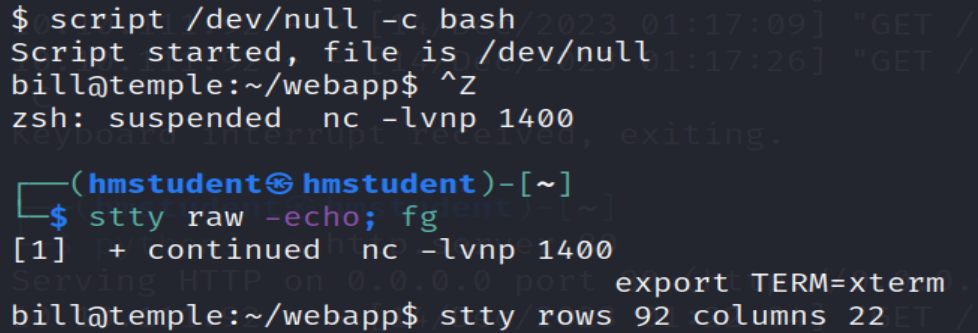 $ script /dev/null -c bash
Script started, file is /dev/null
bill@temple:~/webapp$ ^Z
zsh: suspended  nc -lvnp 1400
┌──(hmstudent㉿hmstudent)-[~]
└─$ stty raw -echo; fg
[1]  + continued  nc -lvnp 1400
export TERM=xterm
bill@temple:~/webapp$ stty rows 92 columns 22